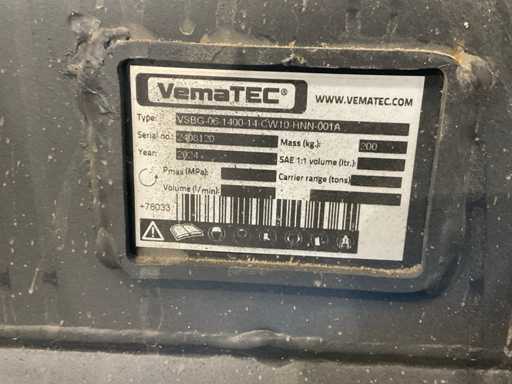 VemaTEC®
WWW.VEMATEC.COM
Type: VSBG-06-1400-14-CW10-HNN-001A
Serial no.: 2408120
Mass (kg.): 200
Year: 2024
SAE 1:1 volume (ltr.):
Pmax (MPa):
Carrier range (tons):
Volume (l/min):
+78033